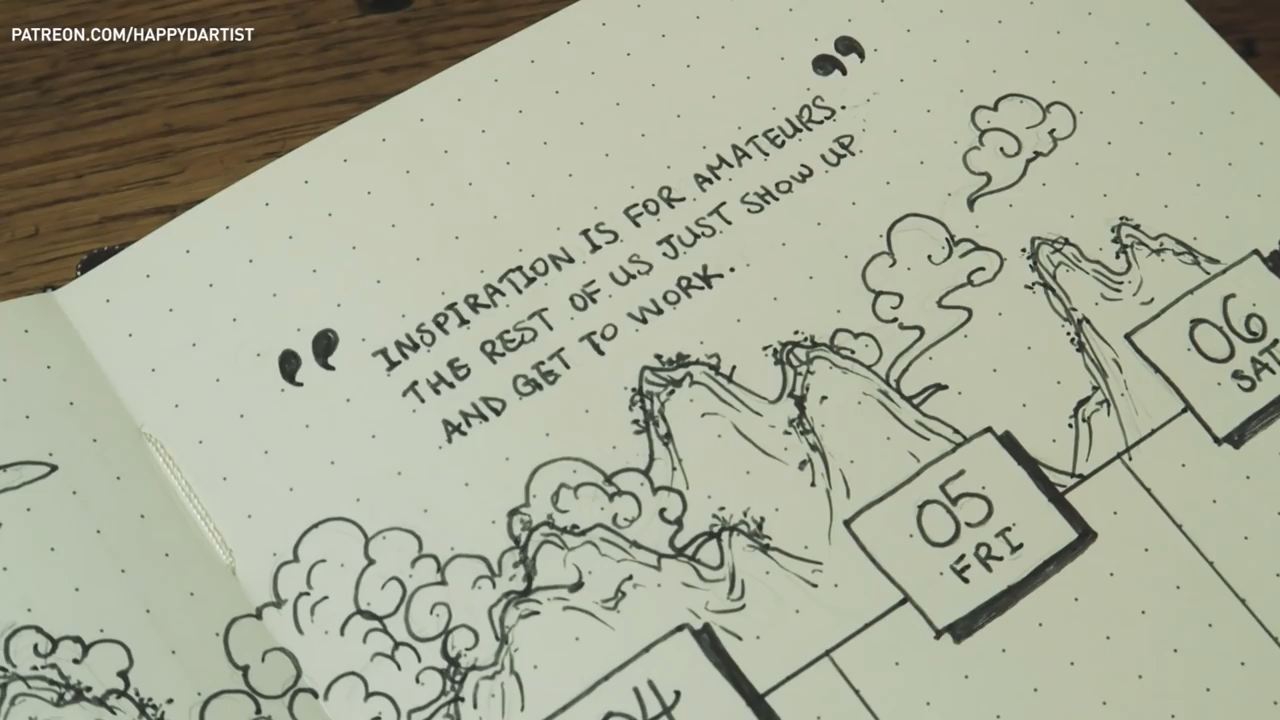 PATREON.COM/HAPPYDARTIST
“ INSPIRATION IS FOR AMATEURS. ”
THE REST OF US JUST SHOW UP
AND GET TO WORK.
06
SAT
05
FRI
04